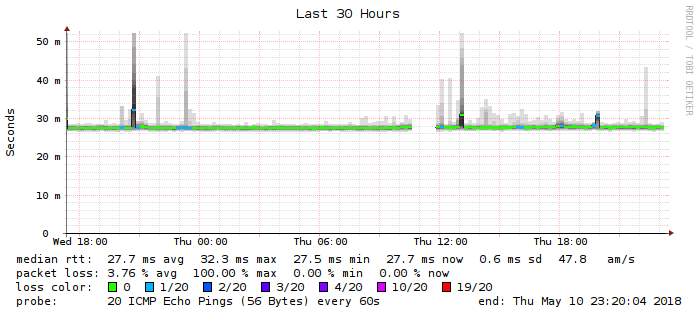 Last 30 Hours
RRDTOOL / TOBI OETIKER
Seconds
50 m
40 m
30 m
20 m
10 m
0
Wed 18:00 Thu 00:00 Thu 06:00 Thu 12:00 Thu 18:00
median rtt: 27.7 ms avg 32.3 ms max 27.5 ms min 27.7 ms now 0.6 ms sd 47.8 am/s
packet loss: 3.76 % avg 100.00 % max 0.00 % min 0.00 % now
loss color: 0 1/20 2/20 3/20 4/20 10/20 19/20
probe: 20 ICMP Echo Pings (56 Bytes) every 60s end: Thu May 10 23:20:04 2018